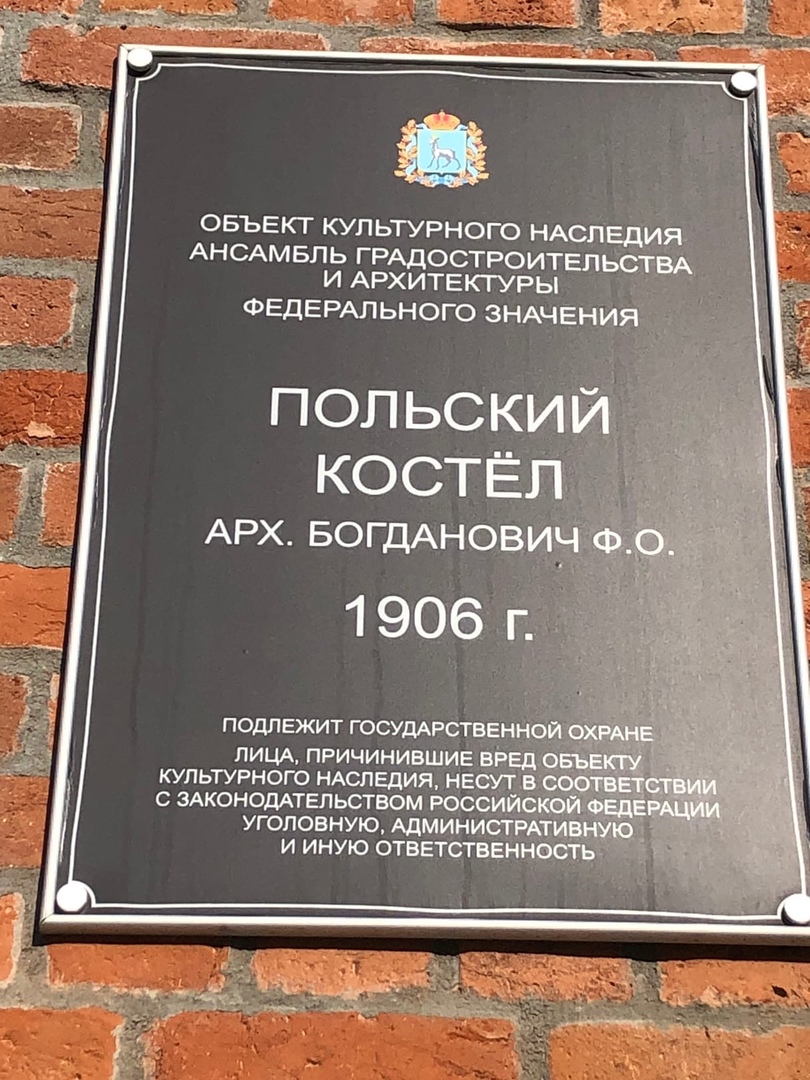 ОБЪЕКТ КУЛЬТУРНОГО НАСЛЕДИЯ
АНСАМБЛЬ ГРАДОСТРОИТЕЛЬСТВА
И АРХИТЕКТУРЫ
ФЕДЕРАЛЬНОГО ЗНАЧЕНИЯ
ПОЛЬСКИЙ
КОСТЁЛ
АРХ. БОГДАНОВИЧ Ф.О.
1906 г.
ПОДЛЕЖИТ ГОСУДАРСТВЕННОЙ ОХРАНЕ
ЛИЦА, ПРИЧИНИВШИЕ ВРЕД ОБЪЕКТУ
КУЛЬТУРНОГО НАСЛЕДИЯ, НЕСУТ В СООТВЕТСТВИИ
С ЗАКОНОДАТЕЛЬСТВОМ РОССИЙСКОЙ ФЕДЕРАЦИИ
УГОЛОВНУЮ, АДМИНИСТРАТИВНУЮ
И ИНУЮ ОТВЕТСТВЕННОСТЬ